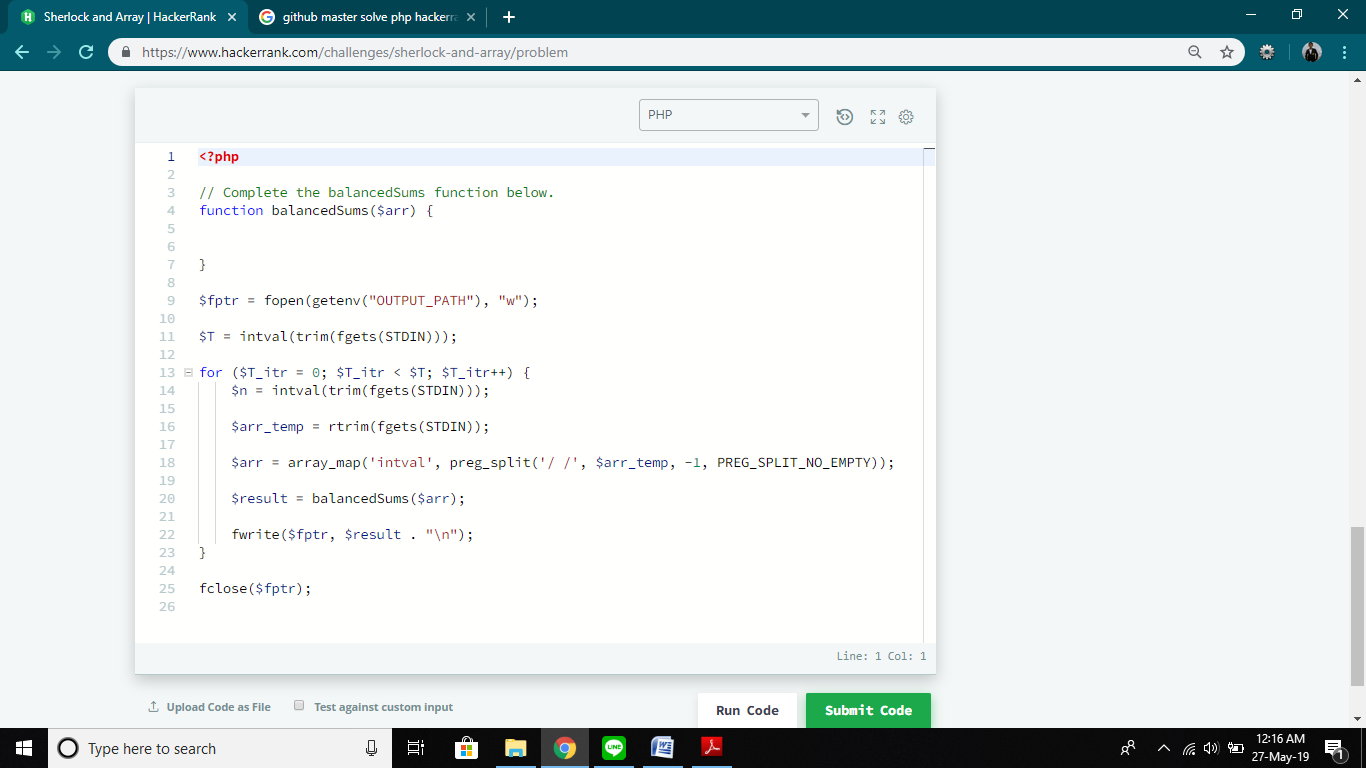 Sherlock and Array | HackerRank
github master solve php hackerra
https://www.hackerrank.com/challenges/sherlock-and-array/problem
PHP
1 <?php
2
3 // Complete the balancedSums function below.
4 function balancedSums($arr) {
5
6
7 }
8
9 $fptr = fopen(getenv("OUTPUT_PATH"), "w");
10
11 $T = intval(trim(fgets(STDIN)));
12
13 for ($T_itr = 0; $T_itr < $T; $T_itr++) {
14 $n = intval(trim(fgets(STDIN)));
15
16 $arr_temp = rtrim(fgets(STDIN));
17
18 $arr = array_map('intval', preg_split('/ /', $arr_temp, -1, PREG_SPLIT_NO_EMPTY));
19
20 $result = balancedSums($arr);
21
22 fwrite($fptr, $result . "\n");
23 }
24
25 fclose($fptr);
26
Line: 1 Col: 1
Upload Code as File
Test against custom input
Run Code
Submit Code
Type here to search
LINE
12:16 AM
27-May-19
1